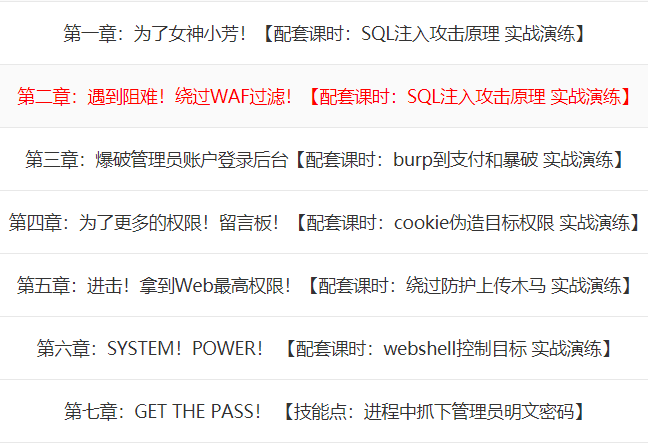 第一章：为了女神小芳！【配套课时：SQL注入攻击原理 实战演练】
第二章：遇到阻难！绕过WAF过滤！【配套课时：SQL注入攻击原理 实战演练】
第三章：爆破管理员账户登录后台【配套课时：burp到支付和暴破 实战演练】
第四章：为了更多的权限！留言板！【配套课时：cookie伪造目标权限 实战演练】
第五章：进击！拿到Web最高权限！【配套课时：绕过防护上传木马 实战演练】
第六章：SYSTEM！POWER！ 【配套课时：webshell控制目标 实战演练】
第七章：GET THE PASS！ 【技能点：进程中抓下管理员明文密码】